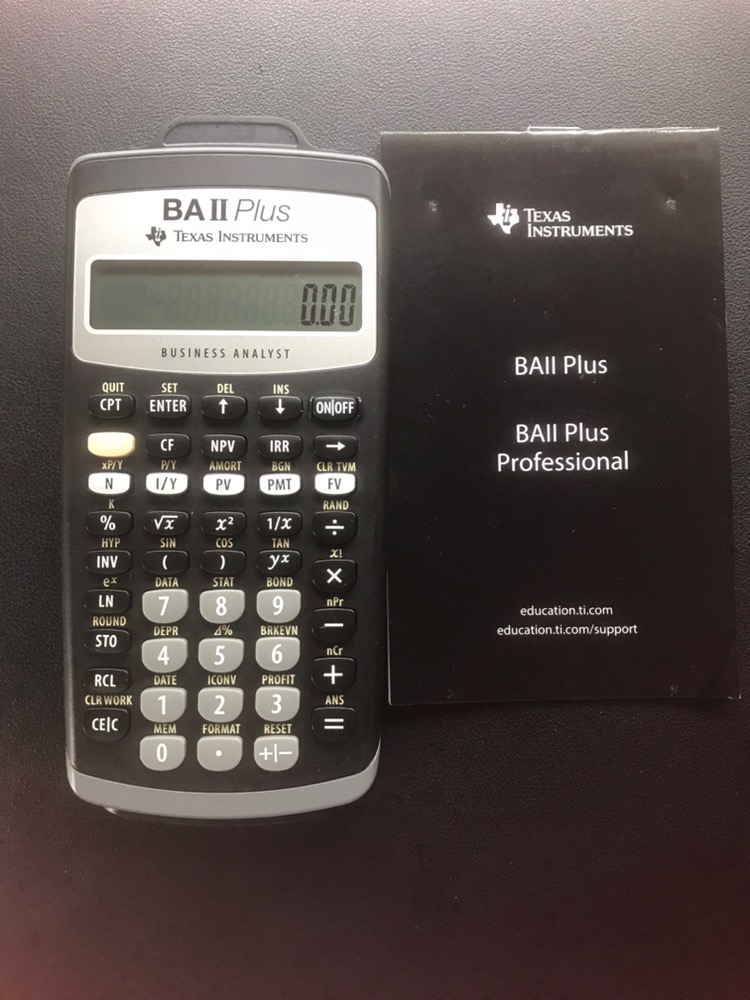 BA II Plus
TEXAS INSTRUMENTS
0.00
BUSINESS ANALYST
QUIT SET DEL INS
CPT ENTER ↑ ↓ ON|OFF
CF NPV IRR →
xP/Y P/Y AMORT BGN CLR TVM
N I/Y PV PMT FV
K RAND
% √x x² 1/x ÷
HYP SIN COS TAN x!
INV ( ) yˣ ×
eˣ DATA STAT BOND nPr
LN 7 8 9 −
ROUND DEPR Δ% BRKEVN nCr
STO 4 5 6 +
DATE ICONV PROFIT
RCL 1 2 3
CLR WORK ANS
CE|C =
MEM FORMAT RESET
0 . +|−
TEXAS
INSTRUMENTS
BAII Plus
BAII Plus
Professional
education.ti.com
education.ti.com/support